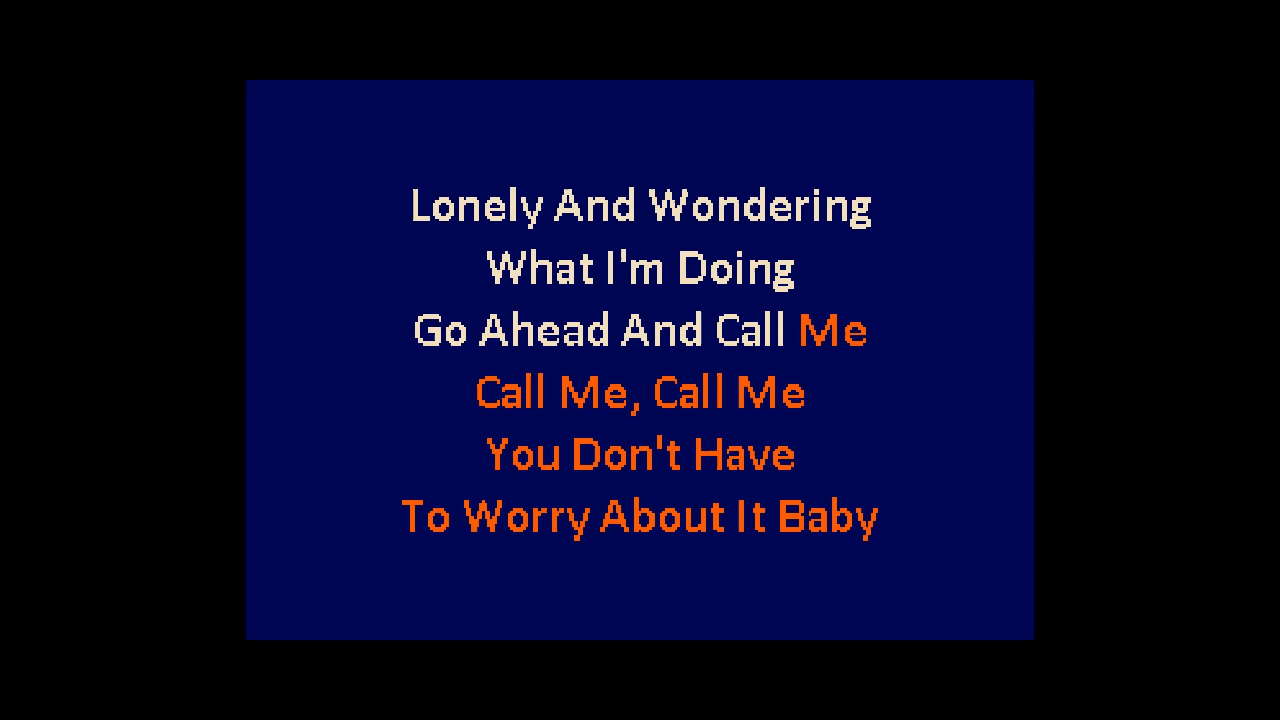 Lonely And Wondering
What I'm Doing
Go Ahead And Call Me
Call Me, Call Me
You Don't Have
To Worry About It Baby